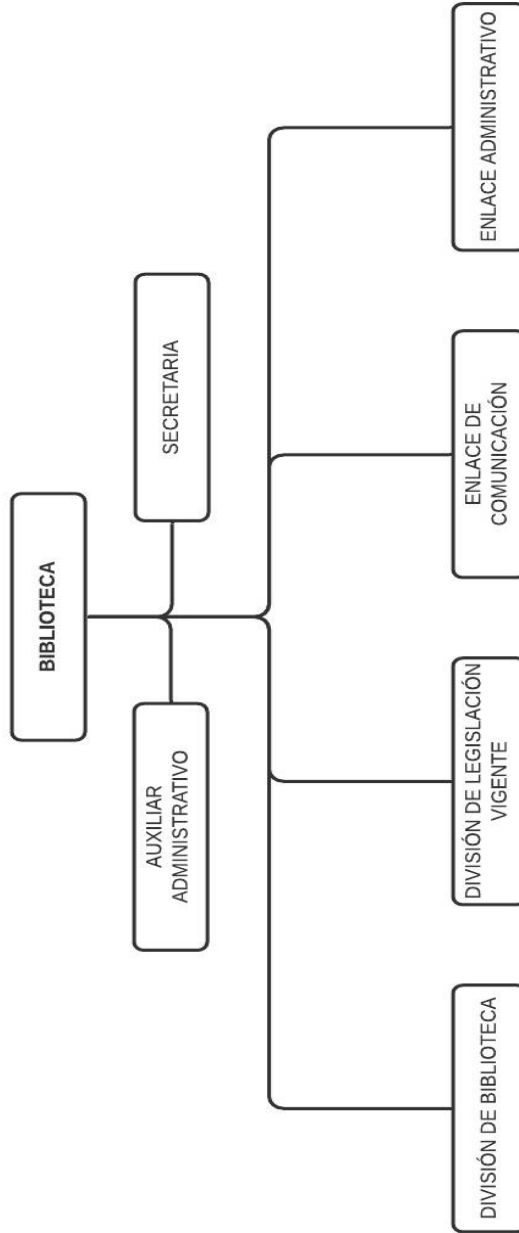 BIBLIOTECA
AUXILIAR
ADMINISTRATIVO
SECRETARIA
DIVISIÓN DE BIBLIOTECA
DIVISIÓN DE LEGISLACIÓN
VIGENTE
ENLACE DE
COMUNICACIÓN
ENLACE ADMINISTRATIVO